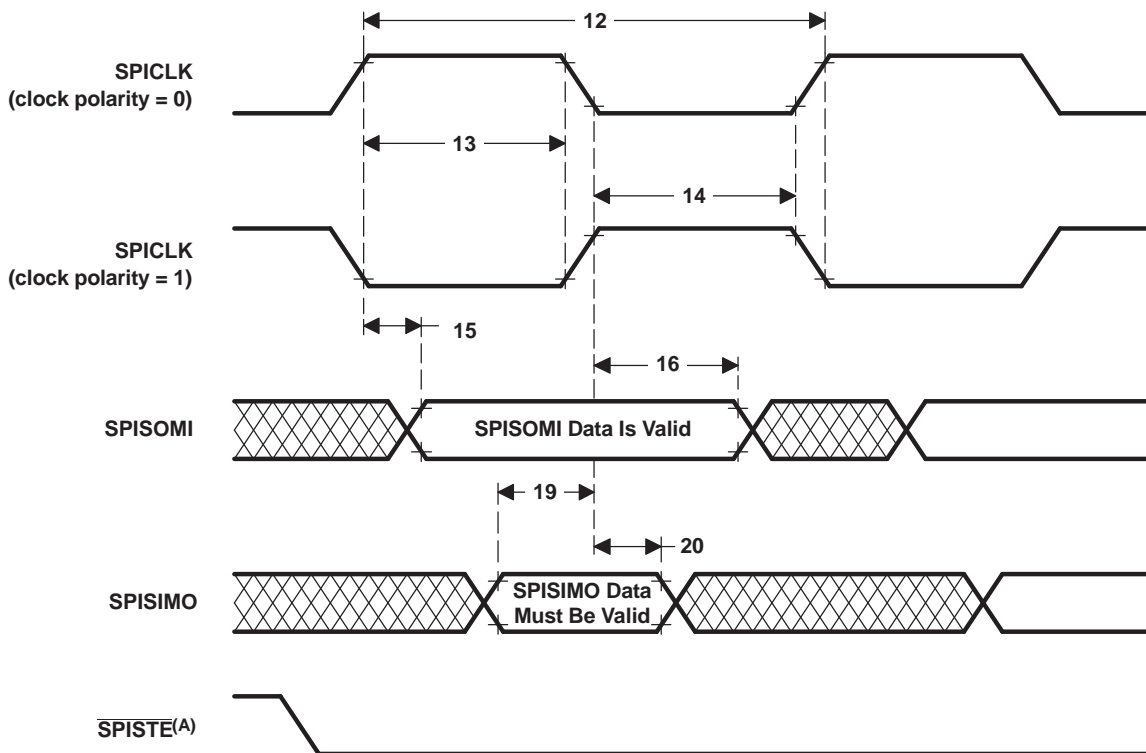 12
SPICLK
(clock polarity = 0)
13
14
SPICLK
(clock polarity = 1)
15
16
SPISOMI
SPISOMI Data Is Valid
19
20
SPISIMO
SPISIMO Data
Must Be Valid
SPISTE(A)